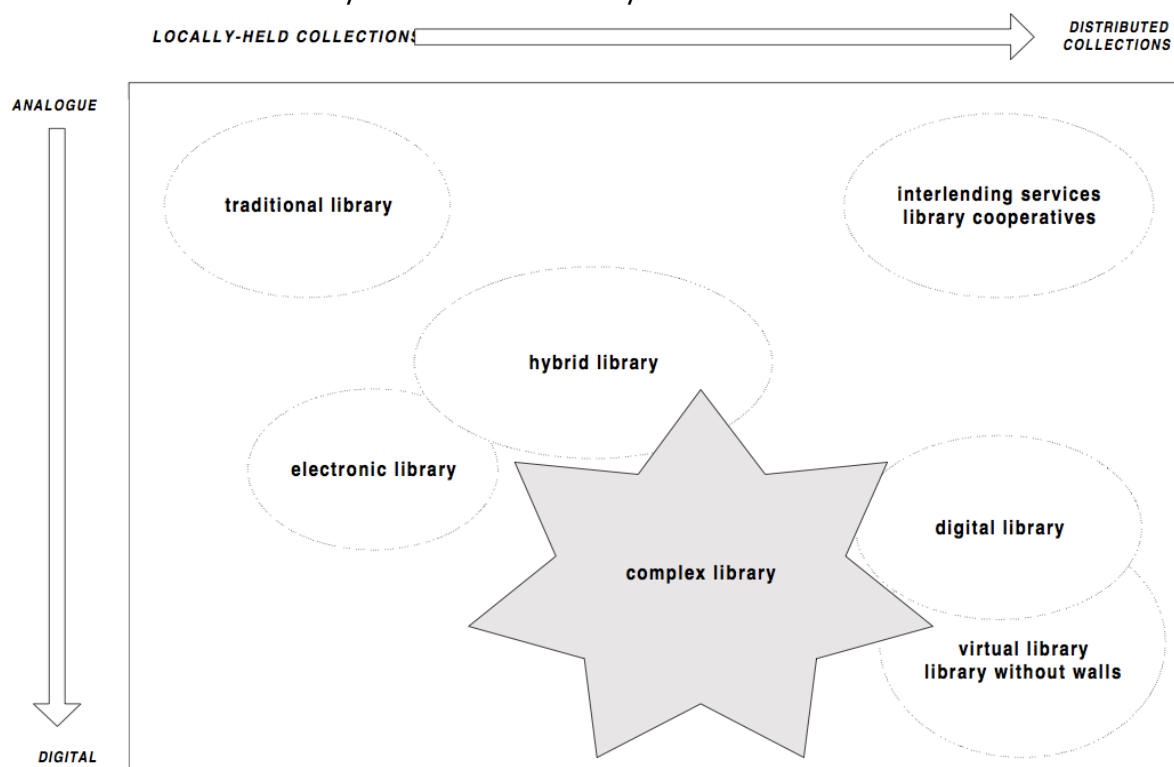 LOCALLY-HELD COLLECTIONS
DISTRIBUTED
COLLECTIONS
ANALOGUE
traditional library
interlending services
library cooperatives
hybrid library
electronic library
digital library
complex library
virtual library
library without walls
DIGITAL